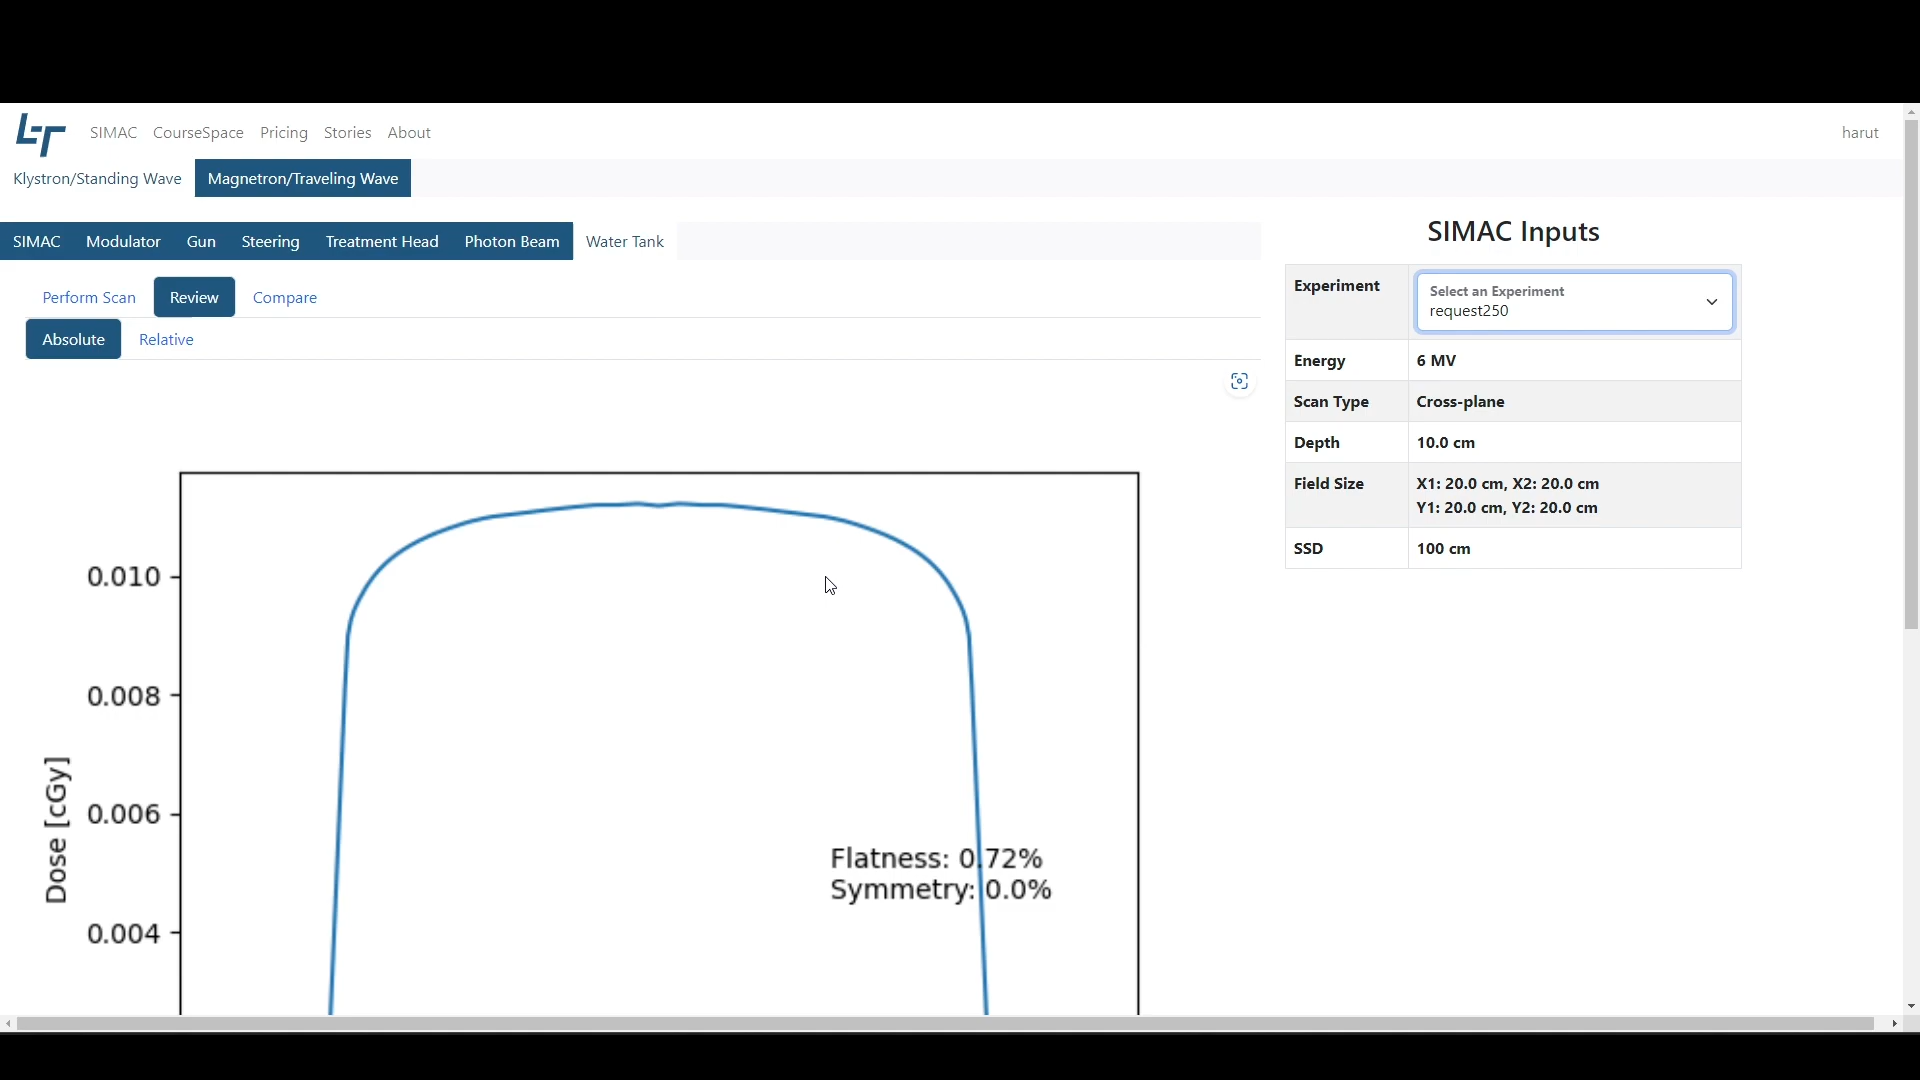 LT
SIMAC CourseSpace Pricing Stories About
harut
Klystron/Standing Wave Magnetron/Traveling Wave
SIMAC Modulator Gun Steering Treatment Head Photon Beam Water Tank
Perform Scan Review Compare
Absolute Relative
0.010
0.008
0.006
0.004
Dose [cGy]
Flatness: 0.72%
Symmetry: 0.0%
SIMAC Inputs
Experiment
Select an Experiment
request250
Energy 6 MV
Scan Type Cross-plane
Depth 10.0 cm
Field Size X1: 20.0 cm, X2: 20.0 cm
Y1: 20.0 cm, Y2: 20.0 cm
SSD 100 cm